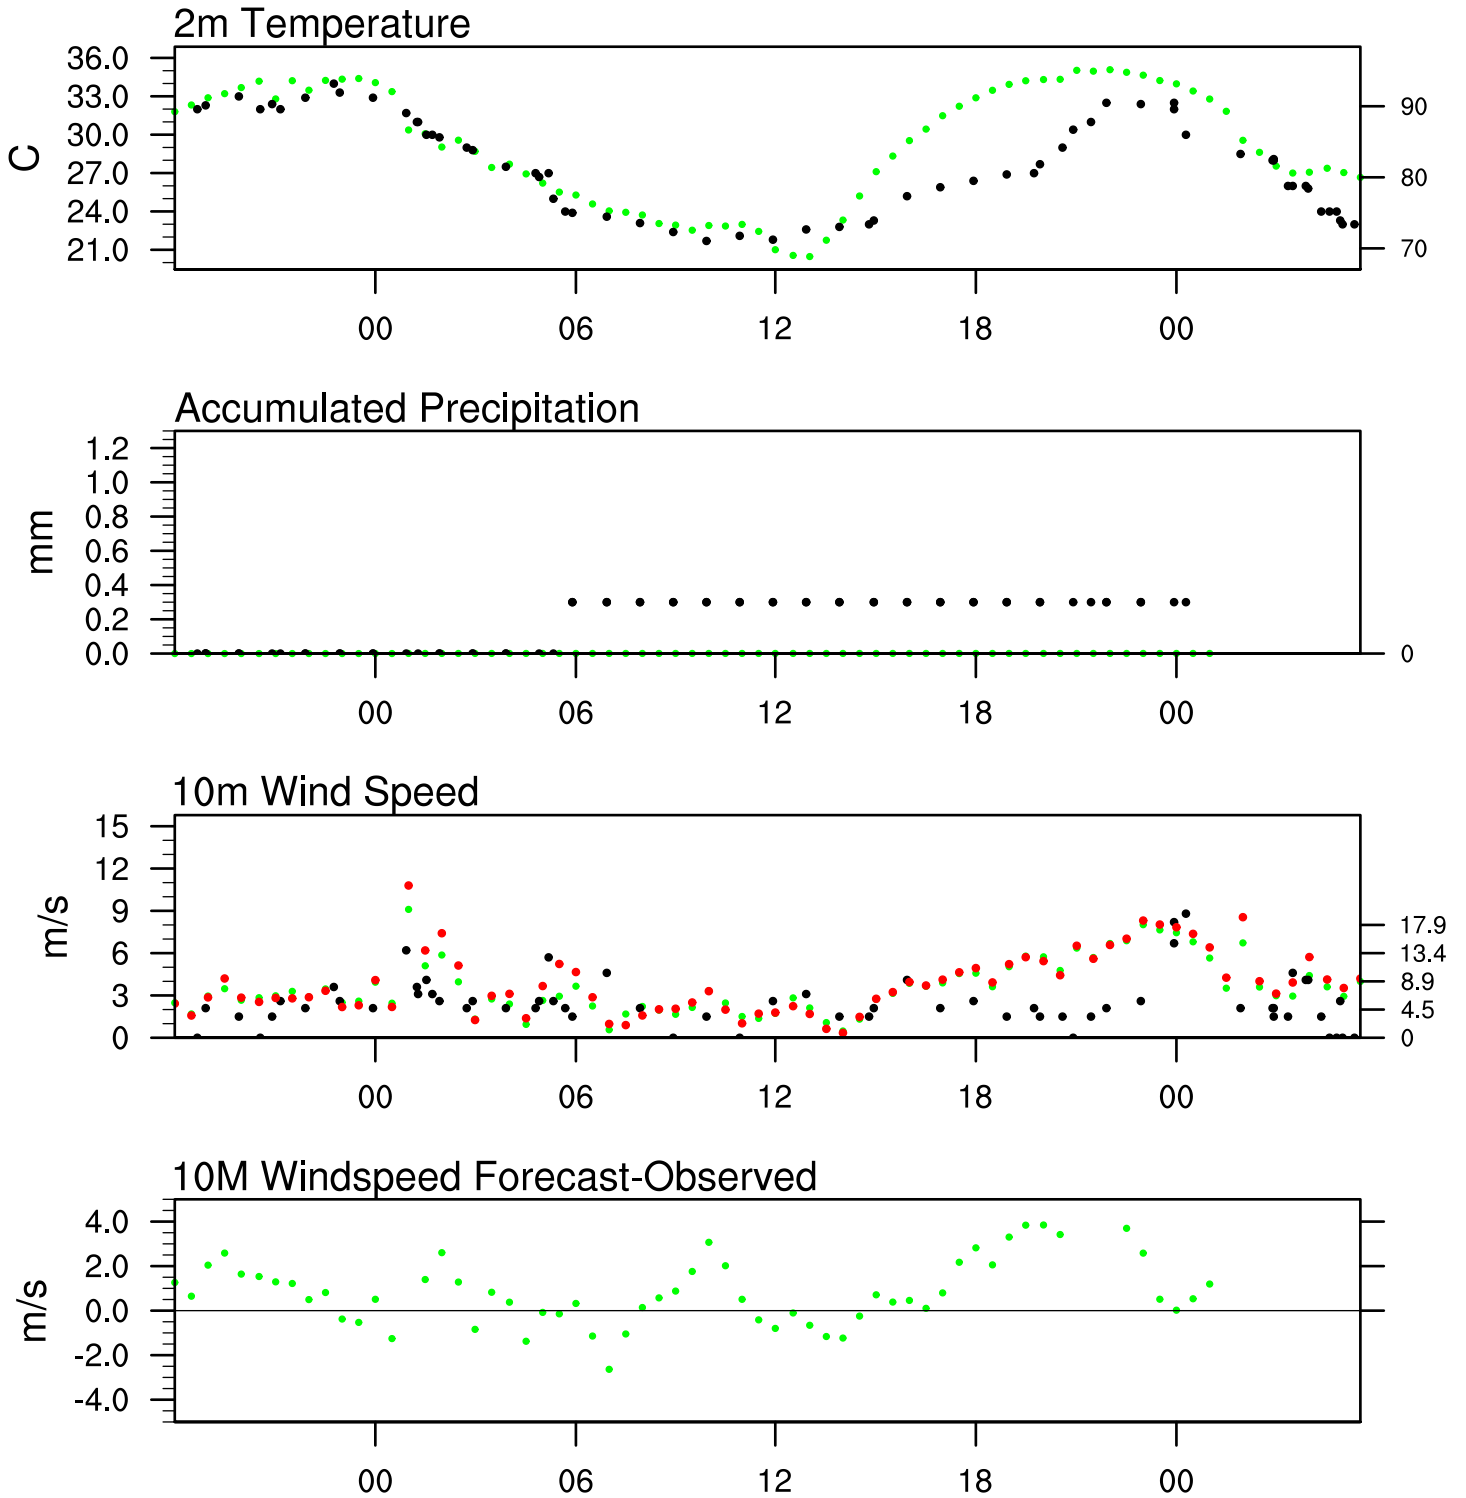 2m Temperature
C
36.0
33.0
30.0
27.0
24.0
21.0
90
80
70
00 06 12 18 00
Accumulated Precipitation
mm
1.2
1.0
0.8
0.6
0.4
0.2
0.0
0
00 06 12 18 00
10m Wind Speed
m/s
15
12
9
6
3
0
17.9
13.4
8.9
4.5
0
00 06 12 18 00
10M Windspeed Forecast-Observed
m/s
4.0
2.0
0.0
-2.0
-4.0
00 06 12 18 00